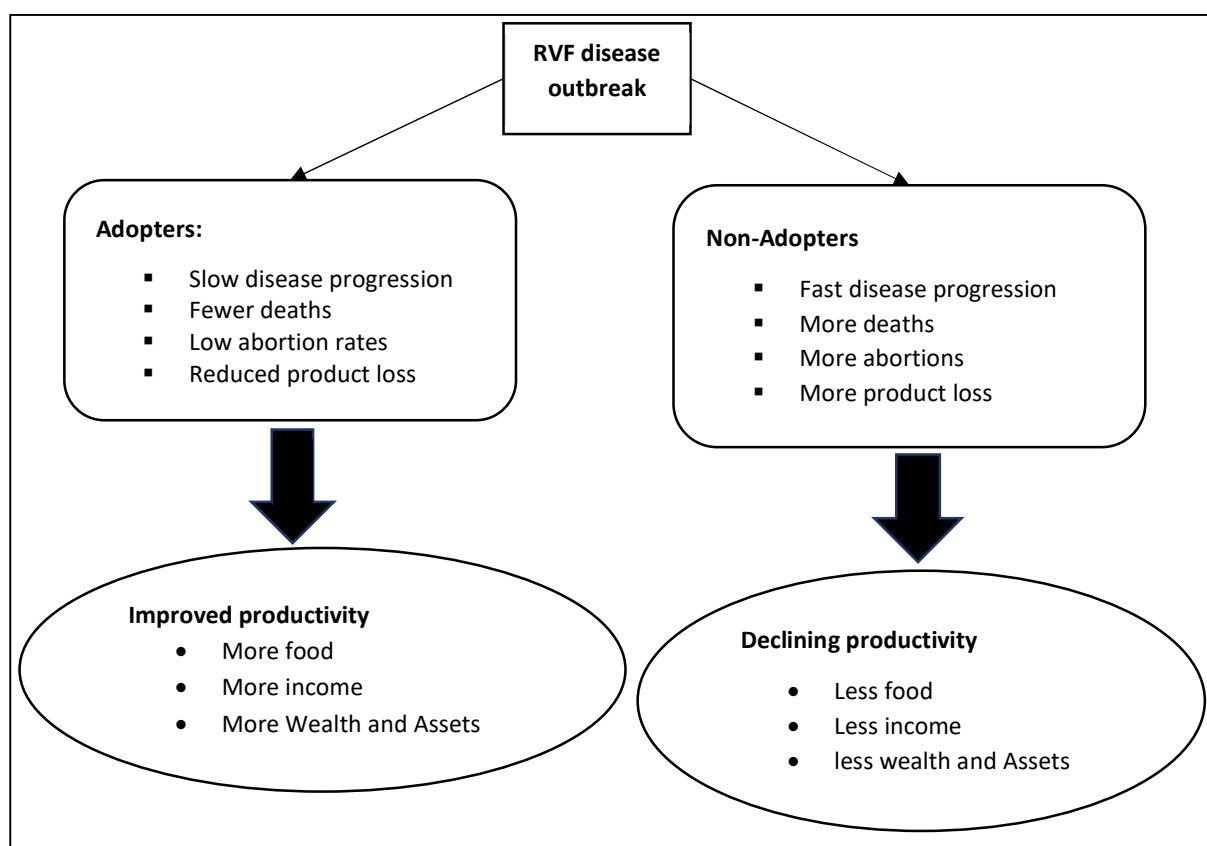 RVF disease
outbreak
Adopters:
▪ Slow disease progression
▪ Fewer deaths
▪ Low abortion rates
▪ Reduced product loss
Non-Adopters
▪ Fast disease progression
▪ More deaths
▪ More abortions
▪ More product loss
Improved productivity
• More food
• More income
• More Wealth and Assets
Declining productivity
• Less food
• Less income
• less wealth and Assets